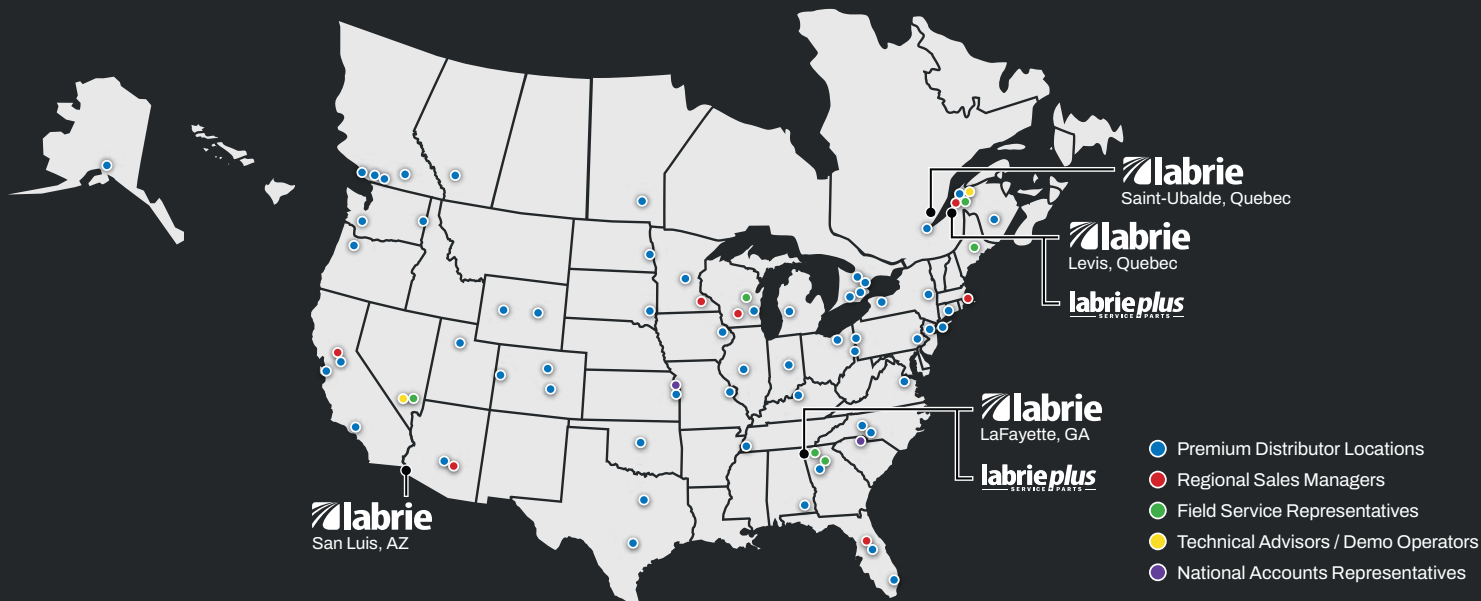 labrie
Saint-Ubalde, Quebec
labrie
Levis, Quebec
labrieplus
SERVICE & PARTS
labrie
LaFayette, GA
labrieplus
SERVICE & PARTS
labrie
San Luis, AZ
Premium Distributor Locations
Regional Sales Managers
Field Service Representatives
Technical Advisors / Demo Operators
National Accounts Representatives